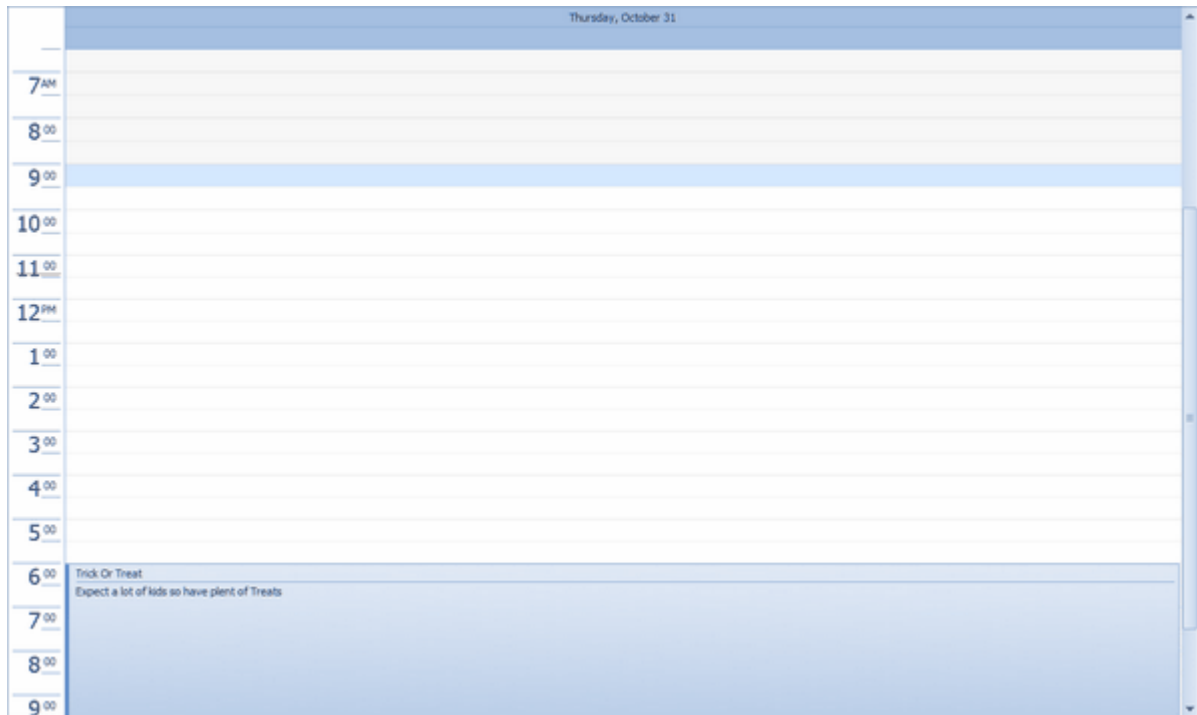 Thursday, October 31
7 AM
8 00
9 00
10 00
11 00
12 PM
1 00
2 00
3 00
4 00
5 00
6 00
Trick Or Treat
Expect a lot of kids so have plent of Treats
7 00
8 00
9 00